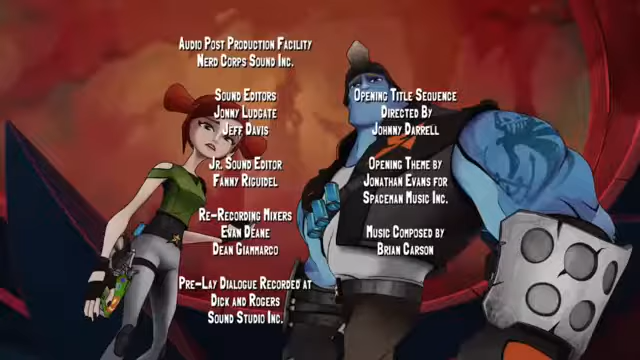 Audio Post Production Facility
Nerd Corps Sound Inc.
Sound Editors
Jonny Ludgate
Jeff Davis
Jr. Sound Editor
Fanny Riguidel
Re-Recording Mixers
Evan Deane
Dean Giammarco
Pre-Lay Dialogue Recorded at
Dick and Rogers
Sound Studio Inc.
Opening Title Sequence
Directed By
Johnny Darrell
Opening Theme by
Jonathan Evans for
Spaceman Music Inc.
Music Composed by
Brian Carson